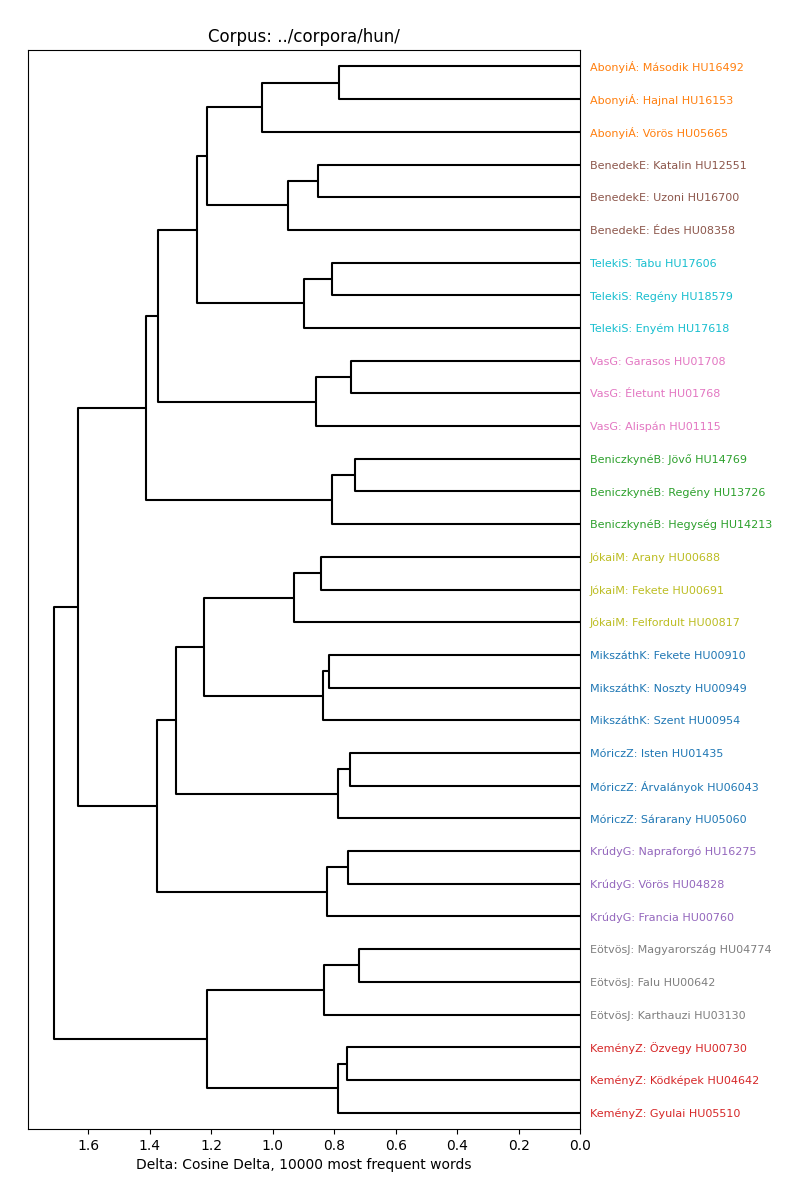 Corpus: ../corpora/hun/
AbonyiÁ: Második HU16492
AbonyiÁ: Hajnal HU16153
AbonyiÁ: Vörös HU05665
BenedekE: Katalin HU12551
BenedekE: Uzoni HU16700
BenedekE: Édes HU08358
TelekiS: Tabu HU17606
TelekiS: Regény HU18579
TelekiS: Enyém HU17618
VasG: Garasos HU01708
VasG: Életunt HU01768
VasG: Alispán HU01115
BeniczkynéB: Jövő HU14769
BeniczkynéB: Regény HU13726
BeniczkynéB: Hegység HU14213
JókaiM: Arany HU00688
JókaiM: Fekete HU00691
JókaiM: Felfordult HU00817
MikszáthK: Fekete HU00910
MikszáthK: Noszty HU00949
MikszáthK: Szent HU00954
MóriczZ: Isten HU01435
MóriczZ: Árvalányok HU06043
MóriczZ: Sárarany HU05060
KrúdyG: Napraforgó HU16275
KrúdyG: Vörös HU04828
KrúdyG: Francia HU00760
EötvösJ: Magyarország HU04774
EötvösJ: Falu HU00642
EötvösJ: Karthauzi HU03130
KeményZ: Özvegy HU00730
KeményZ: Ködképek HU04642
KeményZ: Gyulai HU05510
1.6 1.4 1.2 1.0 0.8 0.6 0.4 0.2 0.0
Delta: Cosine Delta, 10000 most frequent words